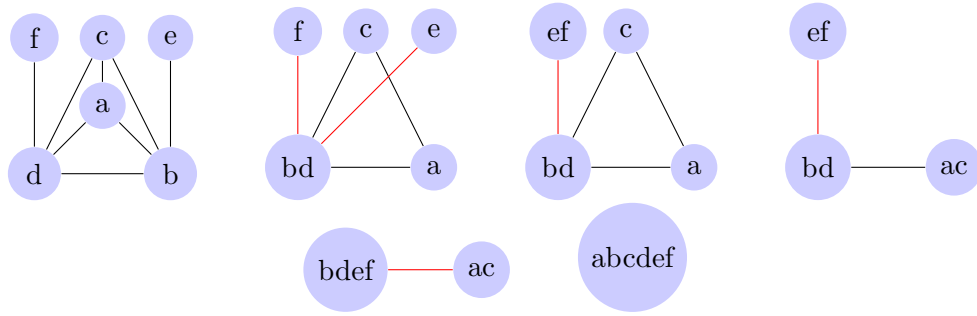 f c e f c e ef c ef
a
d b bd a bd a bd ac
bdef ac abcdef